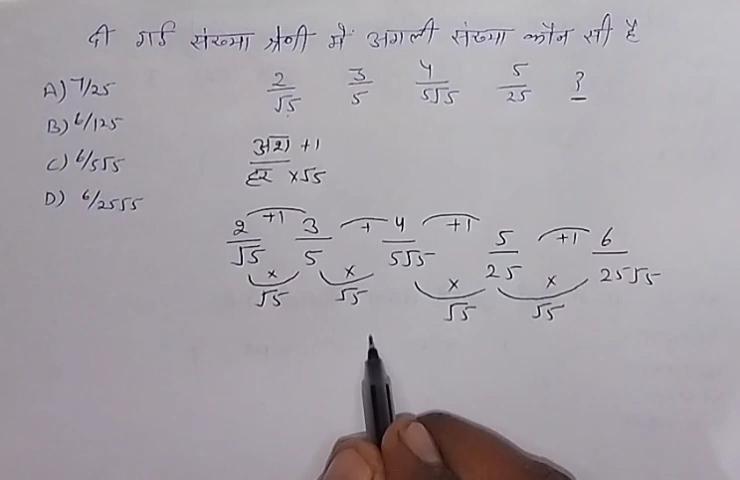 दी गई संख्या श्रेणी में अगली संख्या कौन सी है
A) 7/25
B) 6/125
C) 6/5√5
D) 6/25√5
2/√5 3/5 4/5√5 5/25 ?
अंश +1
हर ×√5
+1 + +1 +1
2/√5 3/5 4/5√5 5/25 6/25√5
× × × ×
√5 √5 √5 √5